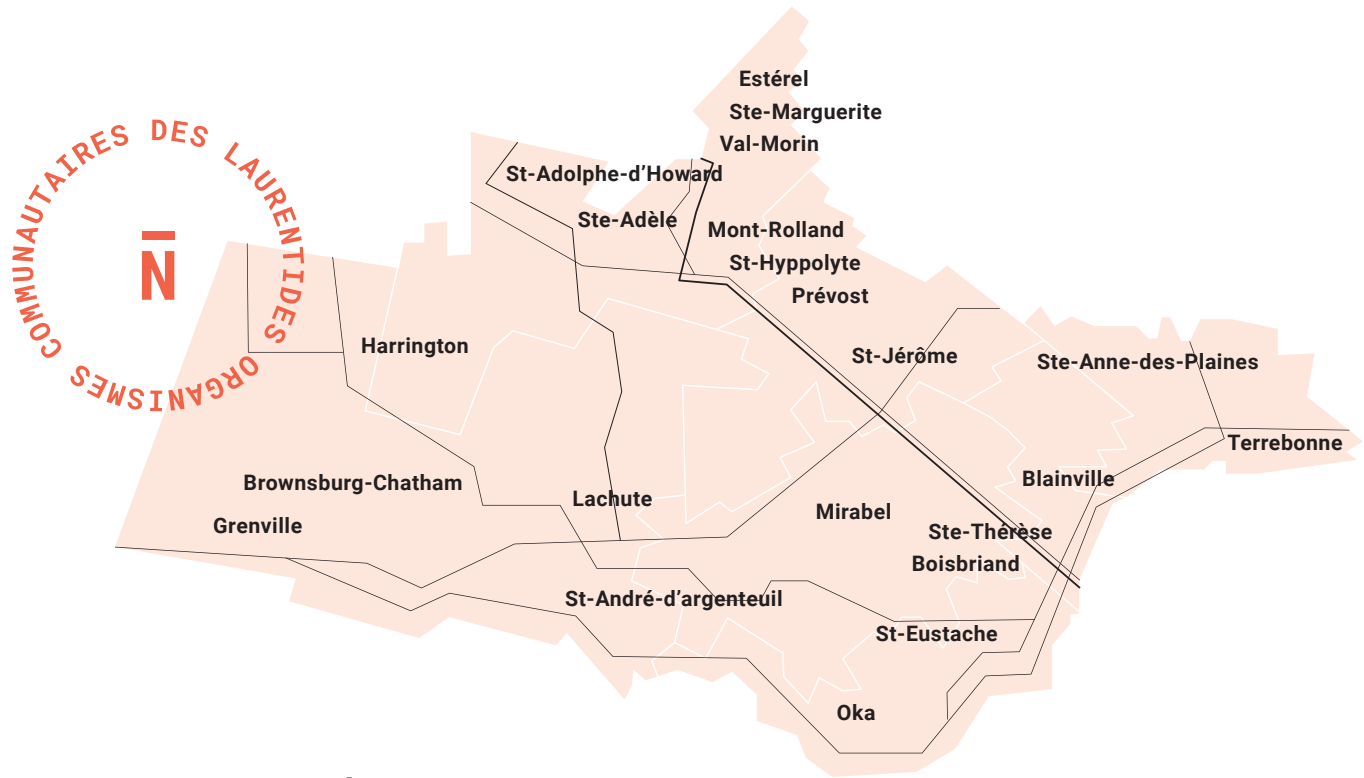 ORGANISMES COMMUNAUTAIRES DES LAURENTIDES
N
Estérel
Ste-Marguerite
Val-Morin
St-Adolphe-d’Howard
Ste-Adèle
Mont-Rolland
St-Hyppolyte
Prévost
Harrington
St-Jérôme
Ste-Anne-des-Plaines
Terrebonne
Brownsburg-Chatham
Blainville
Lachute
Mirabel
Grenville
Ste-Thérèse
Boisbriand
St-André-d’argenteuil
St-Eustache
Oka